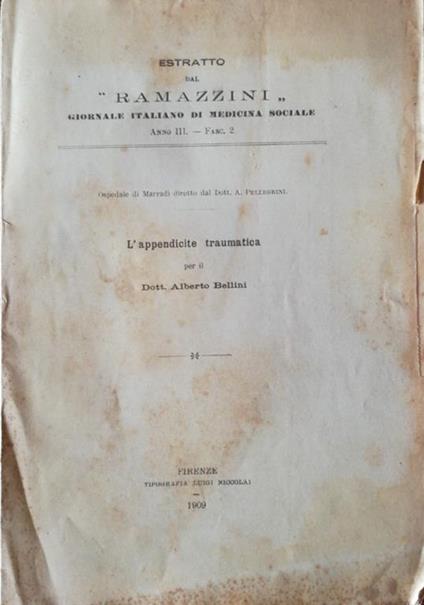 ESTRATTO
DAL
“ RAMAZZINI „
GIORNALE ITALIANO DI MEDICINA SOCIALE
ANNO III. — FASC. 2.
Ospedale di Marradi diretto dal Dott. A. PELLEGRINI.
L'appendicite traumatica
per il
Dott. Alberto Bellini
FIRENZE
TIPOGRAFIA LUIGI NICCOLAI
—
1909